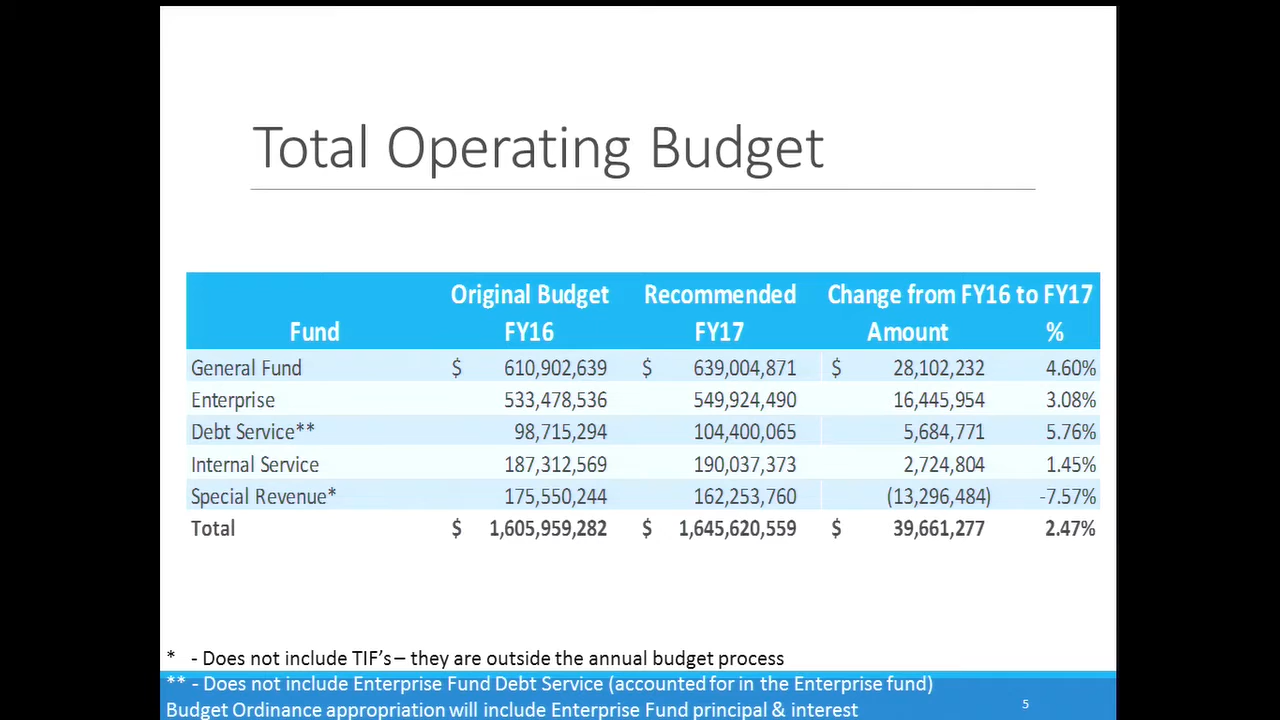 Total Operating Budget
Original Budget Recommended Change from FY16 to FY17
Fund FY16 FY17 Amount %
General Fund $ 610,902,639 $ 639,004,871 $ 28,102,232 4.60%
Enterprise 533,478,536 549,924,490 16,445,954 3.08%
Debt Service** 98,715,294 104,400,065 5,684,771 5.76%
Internal Service 187,312,569 190,037,373 2,724,804 1.45%
Special Revenue* 175,550,244 162,253,760 (13,296,484) -7.57%
Total $ 1,605,959,282 $ 1,645,620,559 $ 39,661,277 2.47%
* - Does not include TIF's – they are outside the annual budget process
** - Does not include Enterprise Fund Debt Service (accounted for in the Enterprise fund)
Budget Ordinance appropriation will include Enterprise Fund principal & interest
5